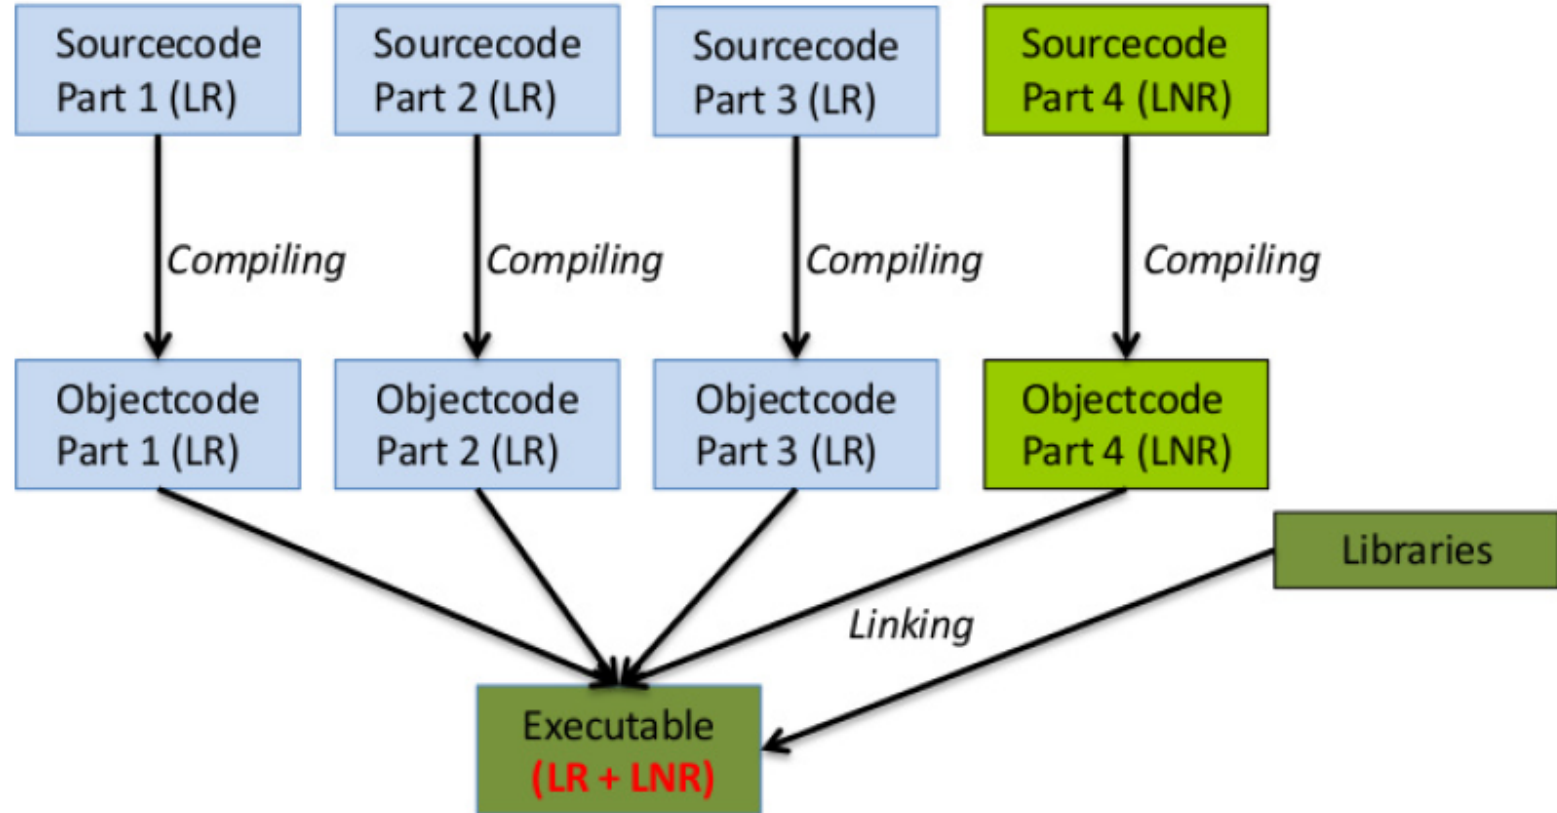 Sourcecode
Part 1 (LR)
Sourcecode
Part 2 (LR)
Sourcecode
Part 3 (LR)
Sourcecode
Part 4 (LNR)
Compiling
Compiling
Compiling
Compiling
Objectcode
Part 1 (LR)
Objectcode
Part 2 (LR)
Objectcode
Part 3 (LR)
Objectcode
Part 4 (LNR)
Libraries
Linking
Executable
(LR + LNR)